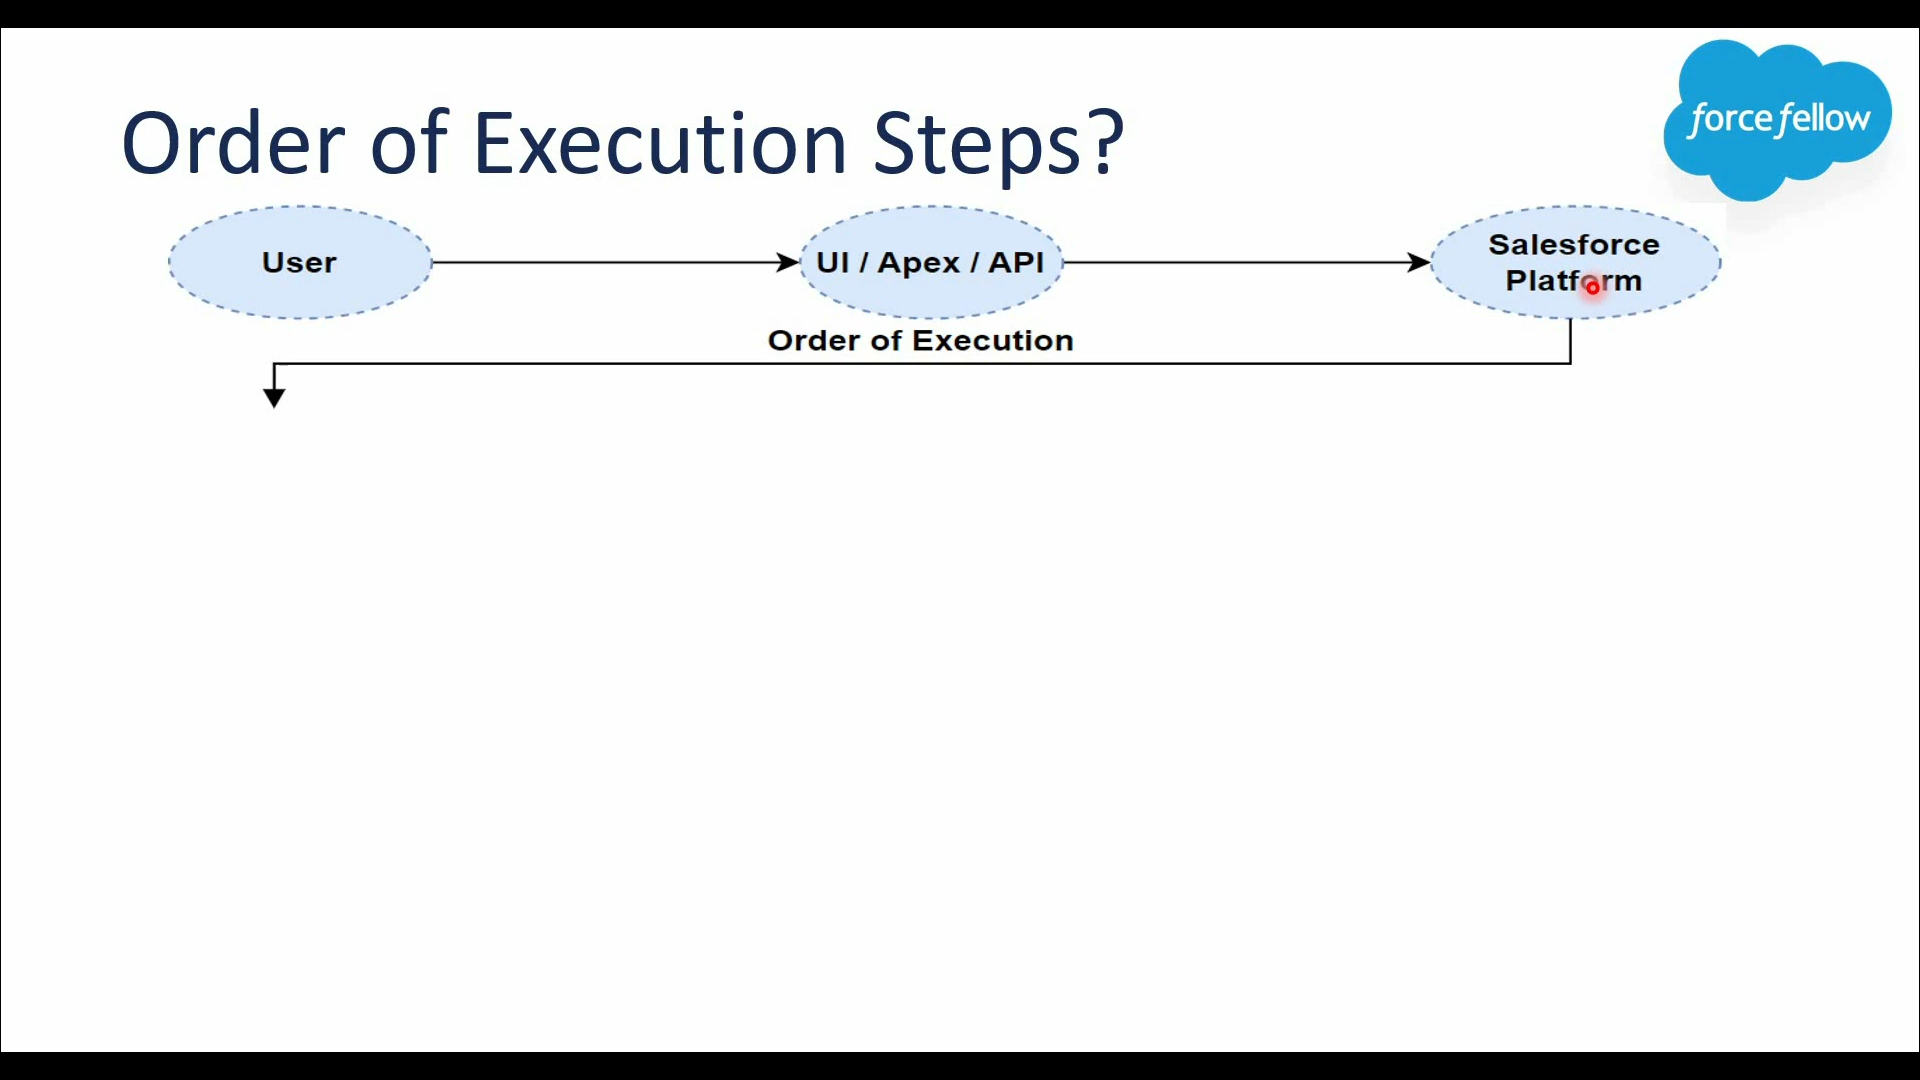 force fellow
Order of Execution Steps?
User
UI / Apex / API
Salesforce
Platform
Order of Execution